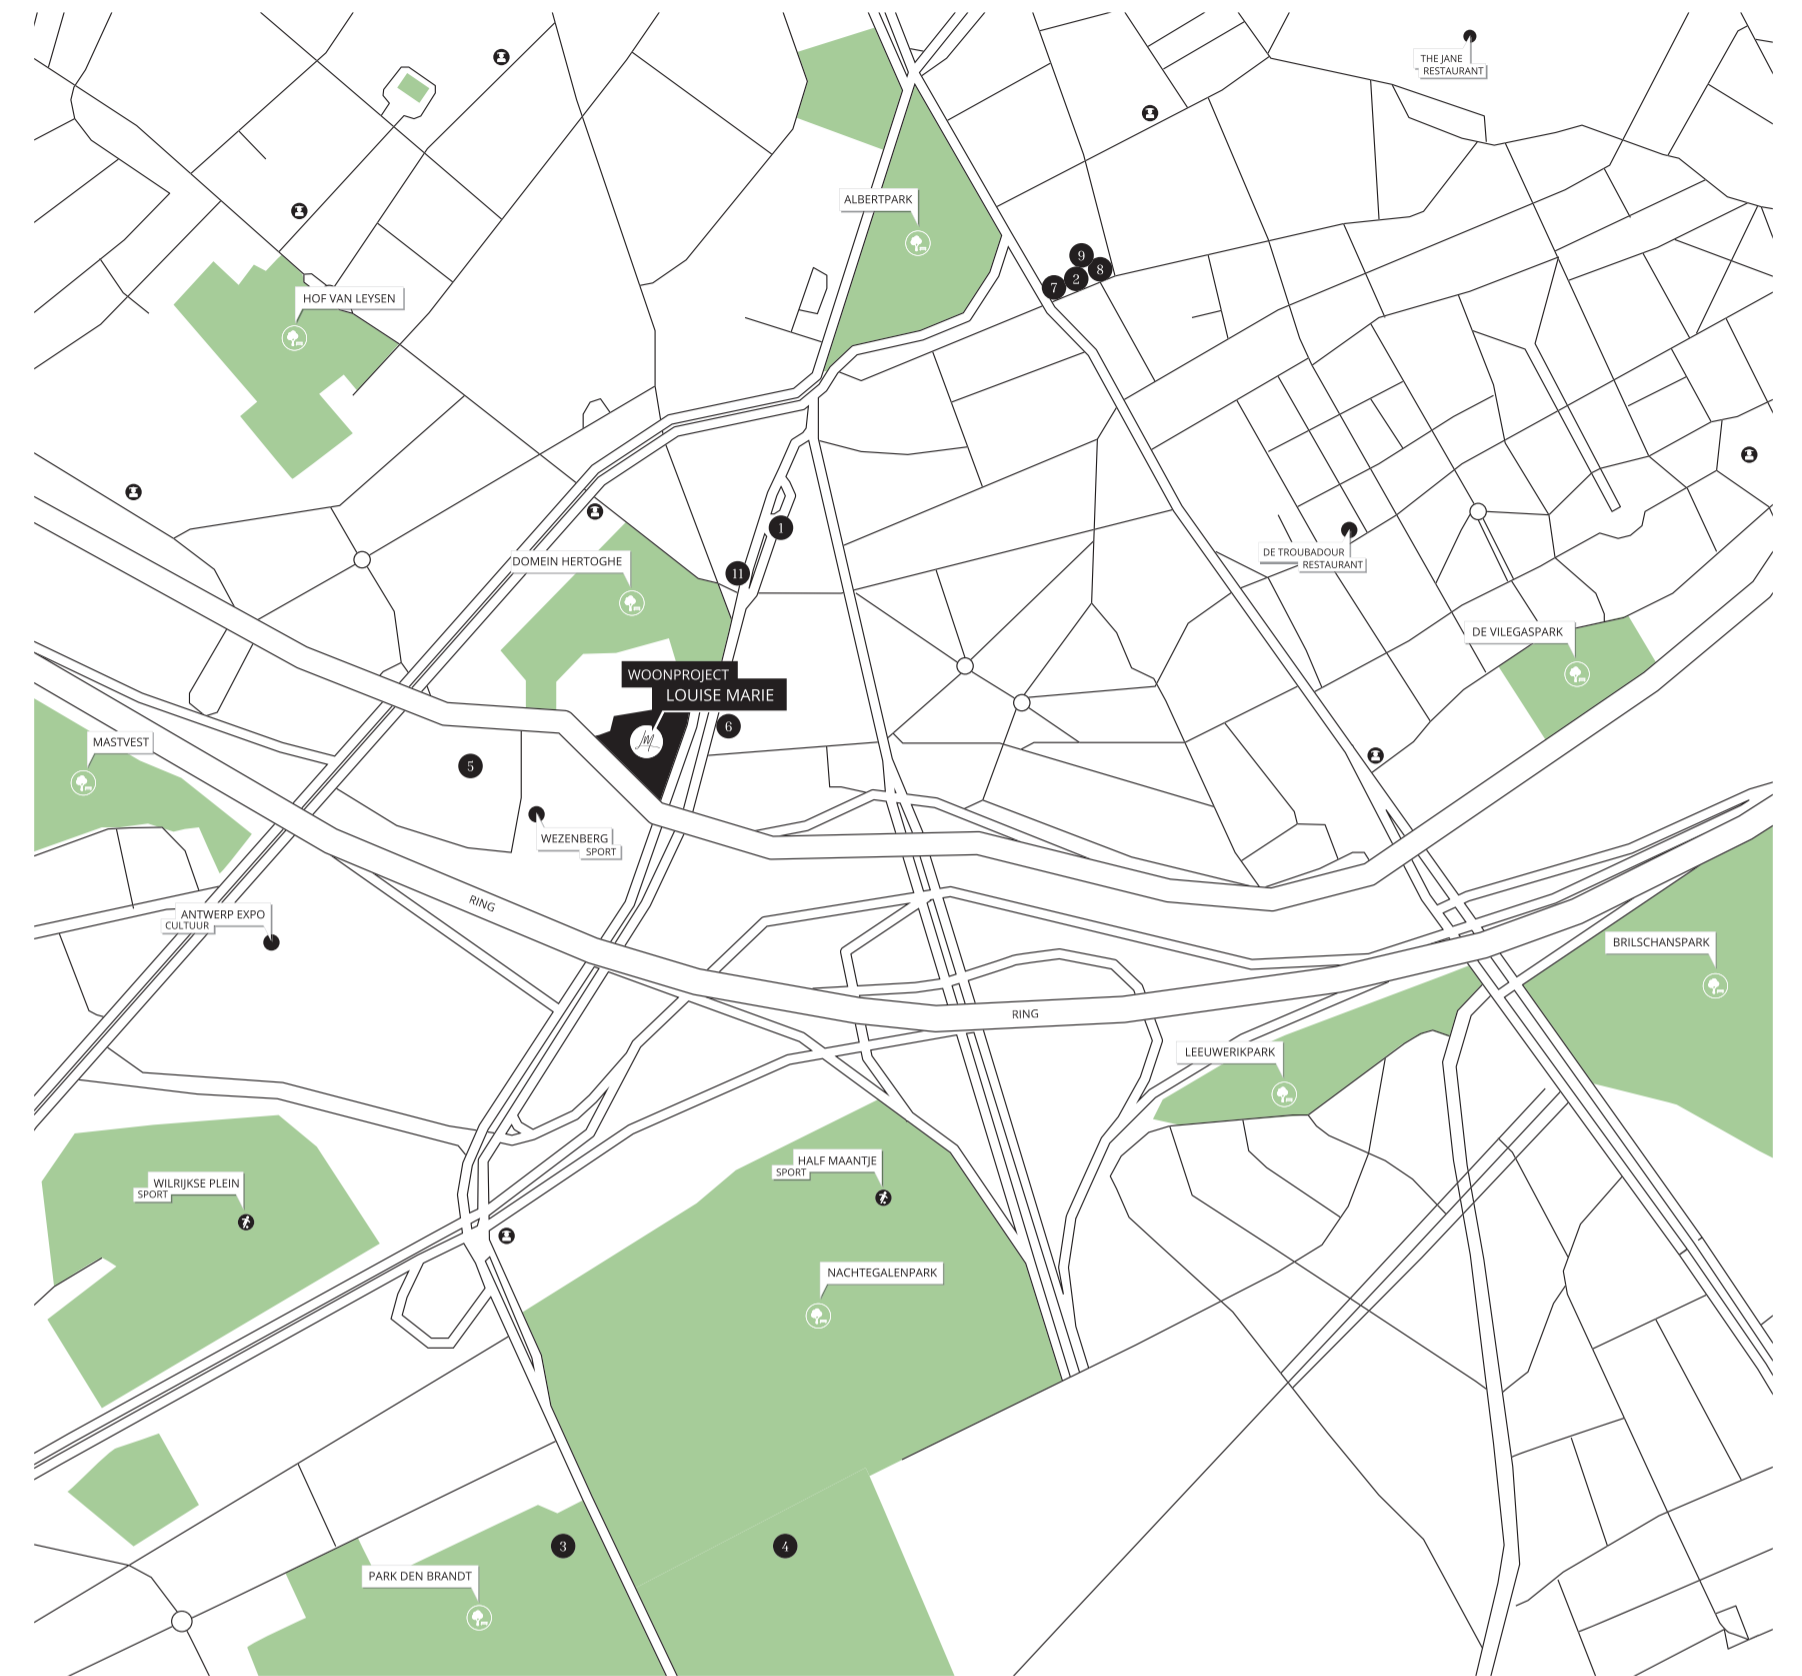 THE JANE
RESTAURANT
ALBERTPARK
9
8
2
7
HOF VAN LEYSEN
1
DE TROUBADOUR
RESTAURANT
DOMEIN HERTOGHE
11
DE VILEGASPARK
WOONPROJECT
LOUISE MARIE
6
MASTVEST
5
WEZENBERG
SPORT
RING
ANTWERP EXPO
CULTUUR
BRILSCHANSPARK
RING
LEEUWERIKPARK
HALF MAANTJE
SPORT
WILRIJKSE PLEIN
SPORT
NACHTEGALENPARK
3
4
PARK DEN BRANDT